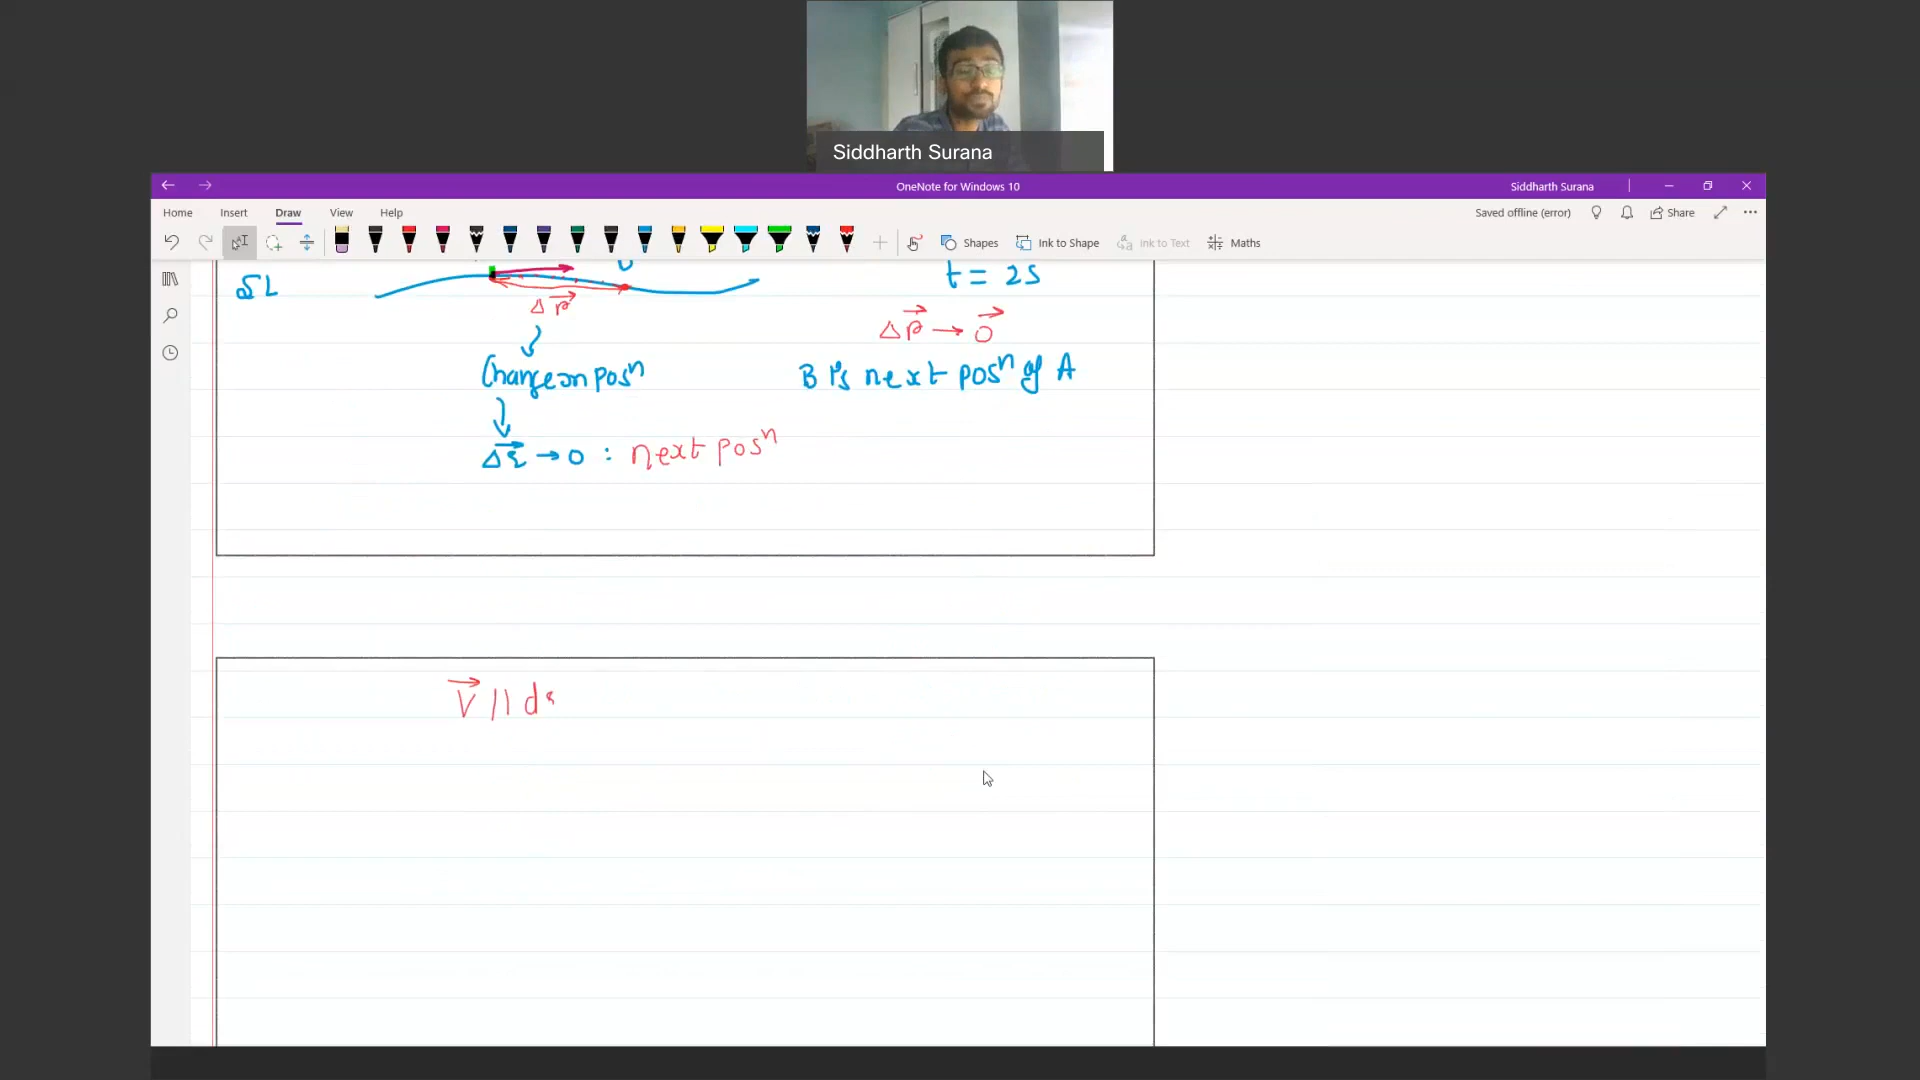 Siddharth Surana
OneNote for Windows 10
Siddharth Surana
Home Insert Draw View Help
Saved offline (error) Share
Shapes Ink to Shape Ink to Text Maths
SL
t = 2s
Δr⃗
Δr⃗ → 0⃗
Change in posⁿ
B is next posⁿ of A
Δr⃗ → 0 : next posⁿ
V⃗ || ds